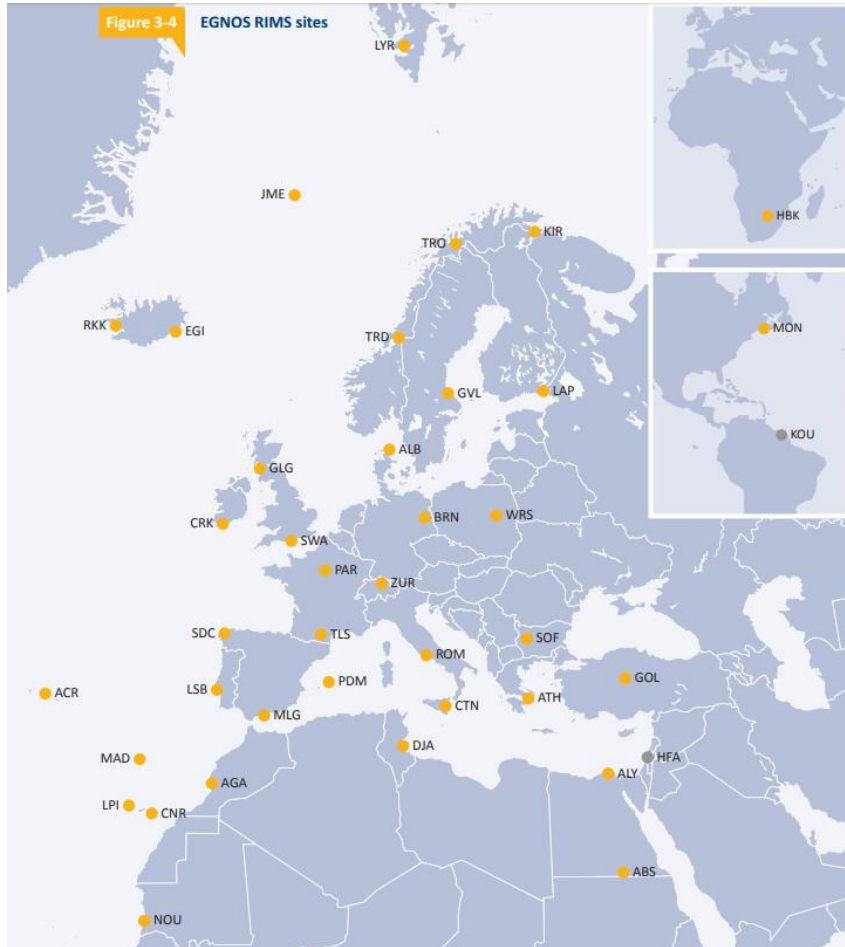 Figure 3-4 EGNOS RIMS sites
LYR
JME
HBK
TRO
KIR
RKK
EGI
TRD
MON
GVL
LAP
KOU
ALB
GLG
CRK
BRN
WRS
SWA
PAR
ZUR
SDC
TLS
SOF
ROM
GOL
ACR
LSB
PDM
ATH
CTN
MLG
DJA
MAD
HFA
AGA
ALY
LPI
CNR
ABS
NOU